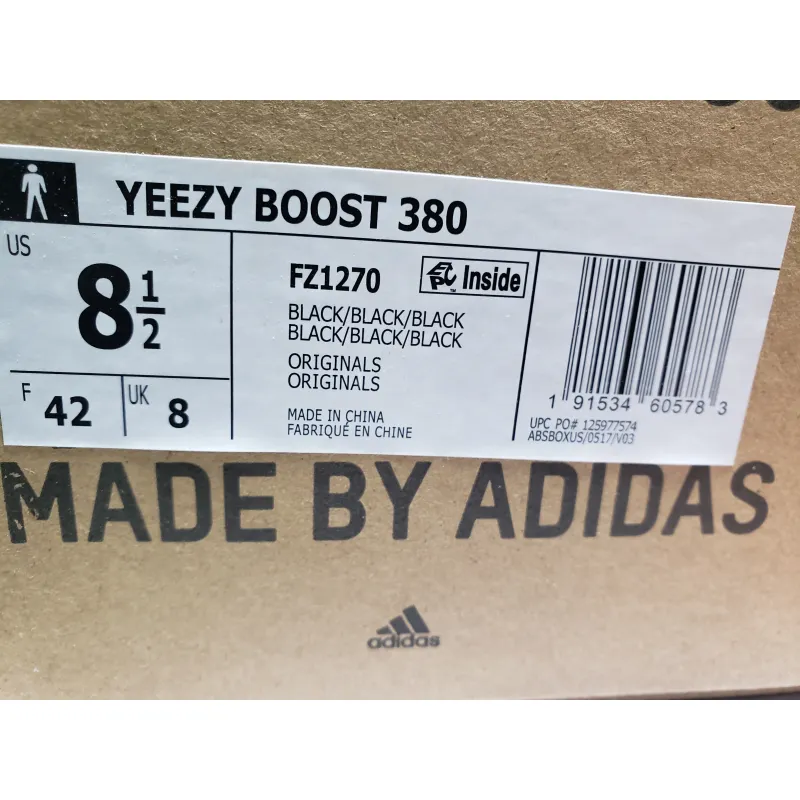 YEEZY BOOST 380
US
8 1/2
F 42
UK 8
FZ1270
EPC™ Inside
BLACK/BLACK/BLACK
BLACK/BLACK/BLACK
ORIGINALS
ORIGINALS
MADE IN CHINA
FABRIQUÉ EN CHINE
1 91534 60578 3
UPC PO# 125977574
ABSBOXUS/0517/V03
MADE BY ADIDAS
adidas